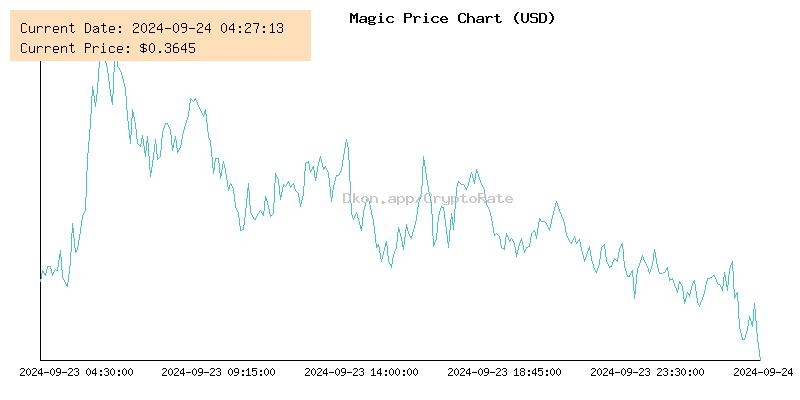 Magic Price Chart (USD)
Current Date: 2024-09-24 04:27:13
Current Price: $0.3645
Dkon.app/CryptoRate
2024-09-23 04:30:00 2024-09-23 09:15:00 2024-09-23 14:00:00 2024-09-23 18:45:00 2024-09-23 23:30:00 2024-09-24